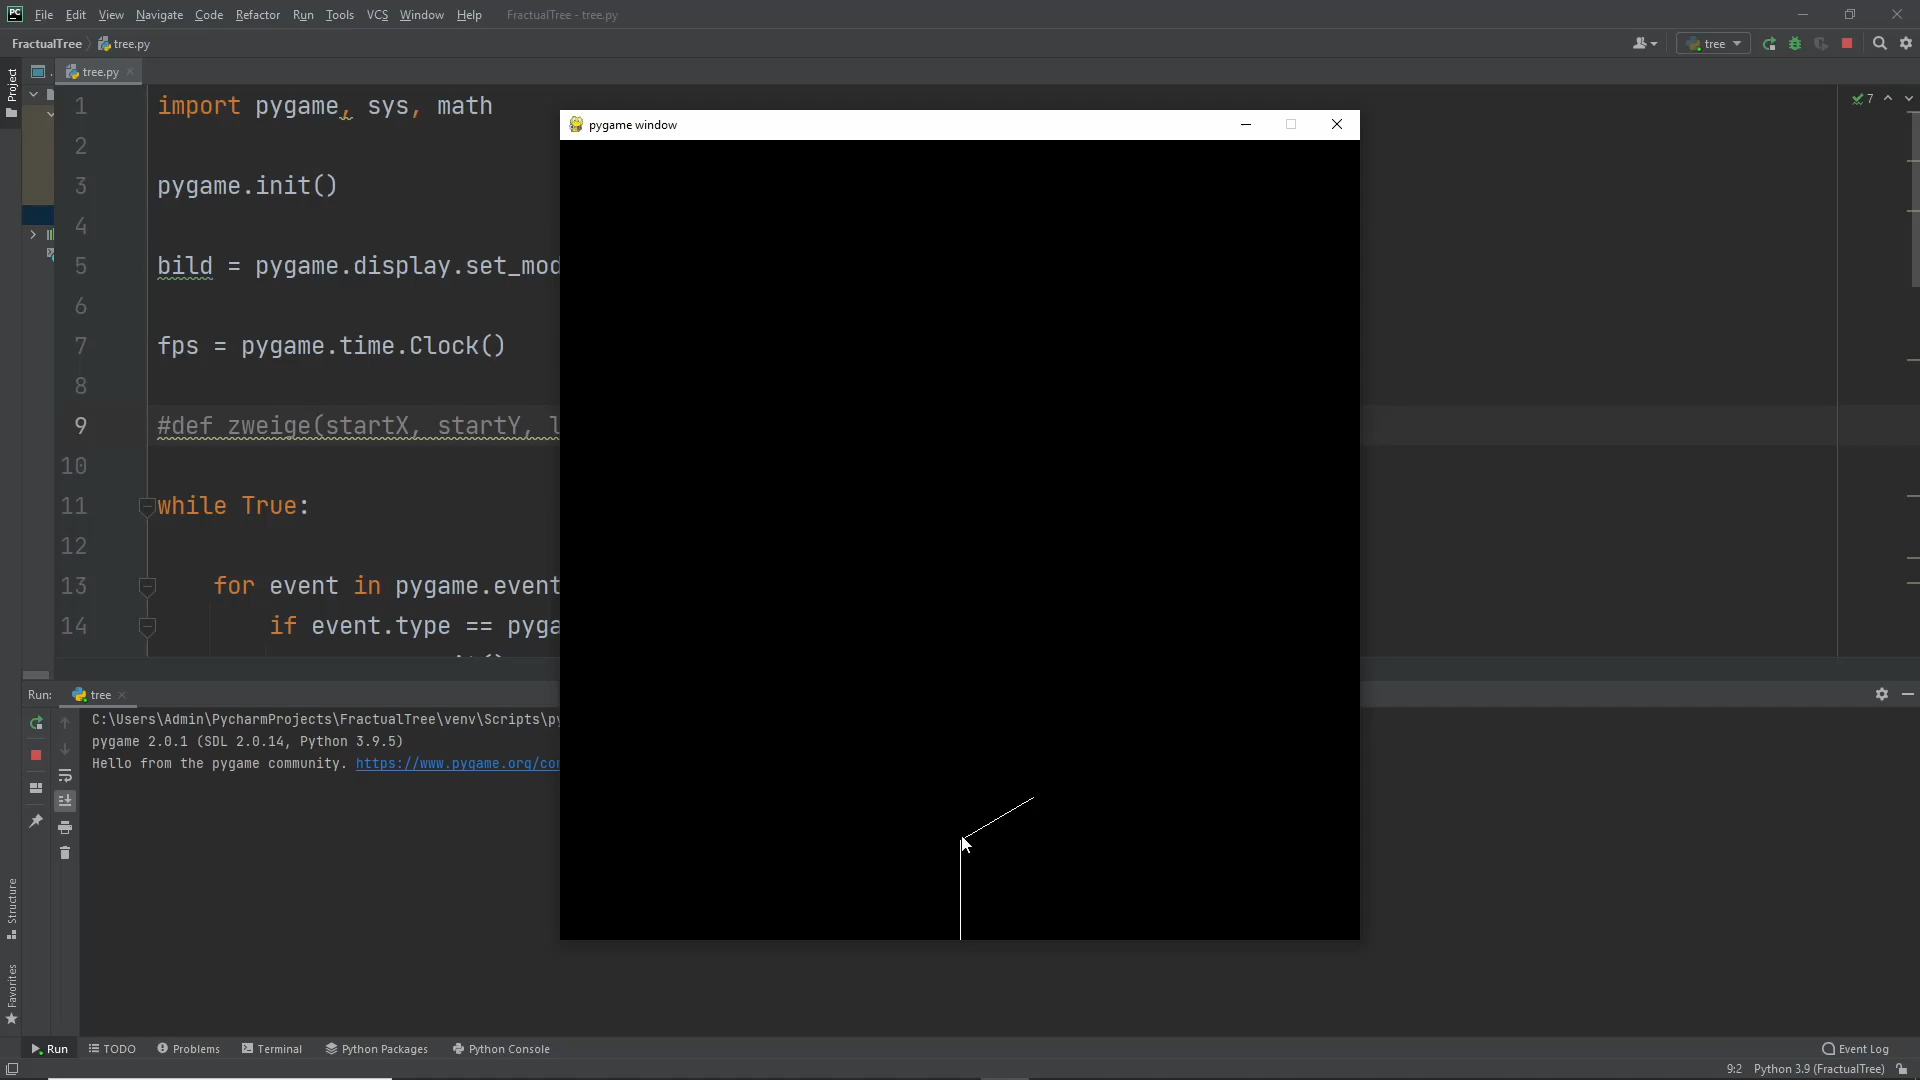 PC File Edit View Navigate Code Refactor Run Tools VCS Window Help FractualTree - tree.py
FractualTree tree.py tree
Project
tree.py
7
1 import pygame, sys, math
2
3 pygame.init()
4
5 bild = pygame.display.set_mod
6
7 fps = pygame.time.Clock()
8
9 #def zweige(startX, startY, l
10
11 while True:
12
13 for event in pygame.event
14 if event.type == pyga
pygame window
Run: tree
C:\Users\Admin\PycharmProjects\FractualTree\venv\Scripts\py
pygame 2.0.1 (SDL 2.0.14, Python 3.9.5)
Hello from the pygame community. https://www.pygame.org/con
Structure
Favorites
Run TODO Problems Terminal Python Packages Python Console Event Log
9:2 Python 3.9 (FractualTree)